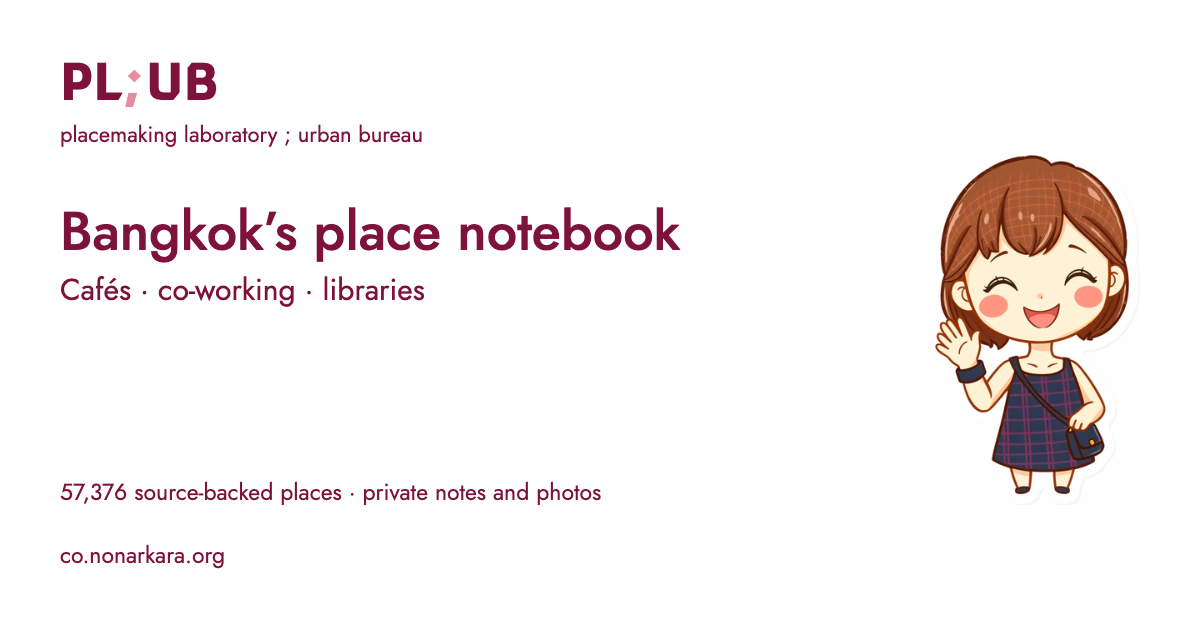 PL;UB
placemaking laboratory ; urban bureau
Bangkok’s place notebook
Cafés · co-working · libraries
57,376 source-backed places · private notes and photos
co.nonarkara.org